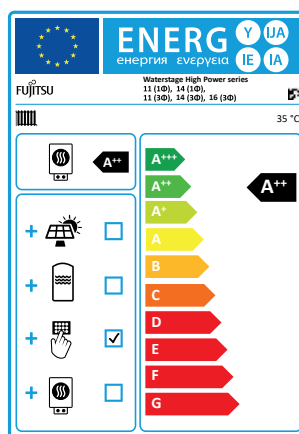 ENERG
Y IJA
IE IA
енергия ενεργεια
FUJITSU
Waterstage High Power series
11 (1Φ), 14 (1Φ),
11 (3Φ), 14 (3Φ), 16 (3Φ)
35 °C
A++
A+++
A++
A+
A
B
C
D
E
F
G
A++
+
+
+
+